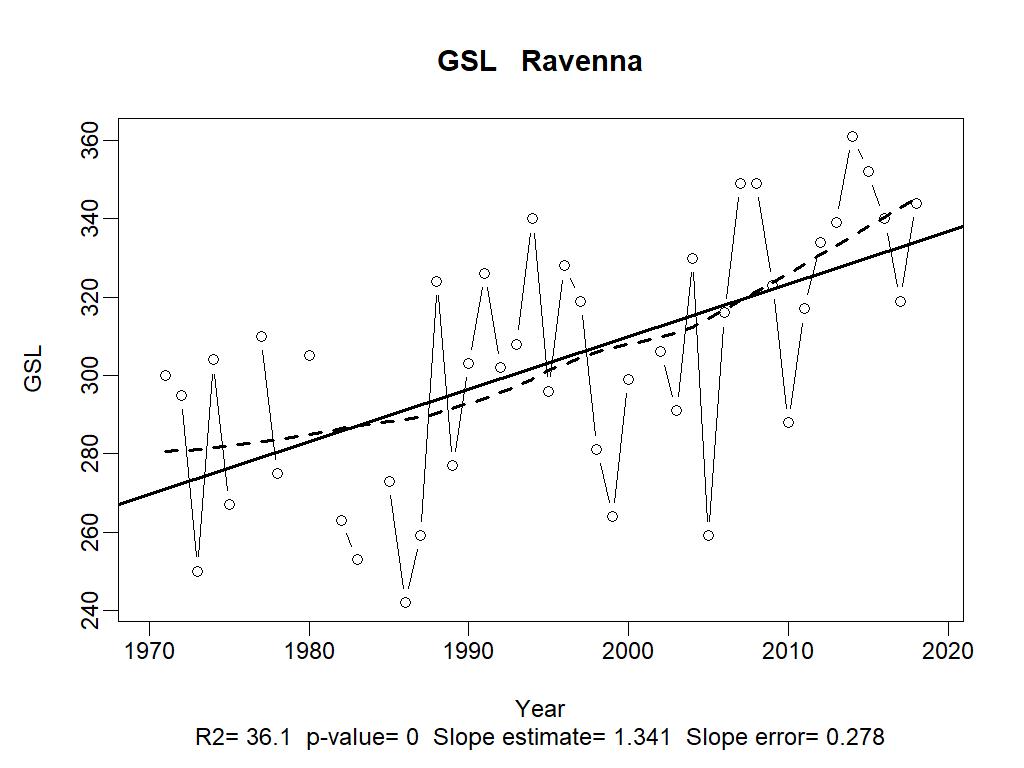 GSL   Ravenna
360
340
320
300
280
260
240
GSL
1970 1980 1990 2000 2010 2020
Year
R2= 36.1  p-value= 0  Slope estimate= 1.341  Slope error= 0.278